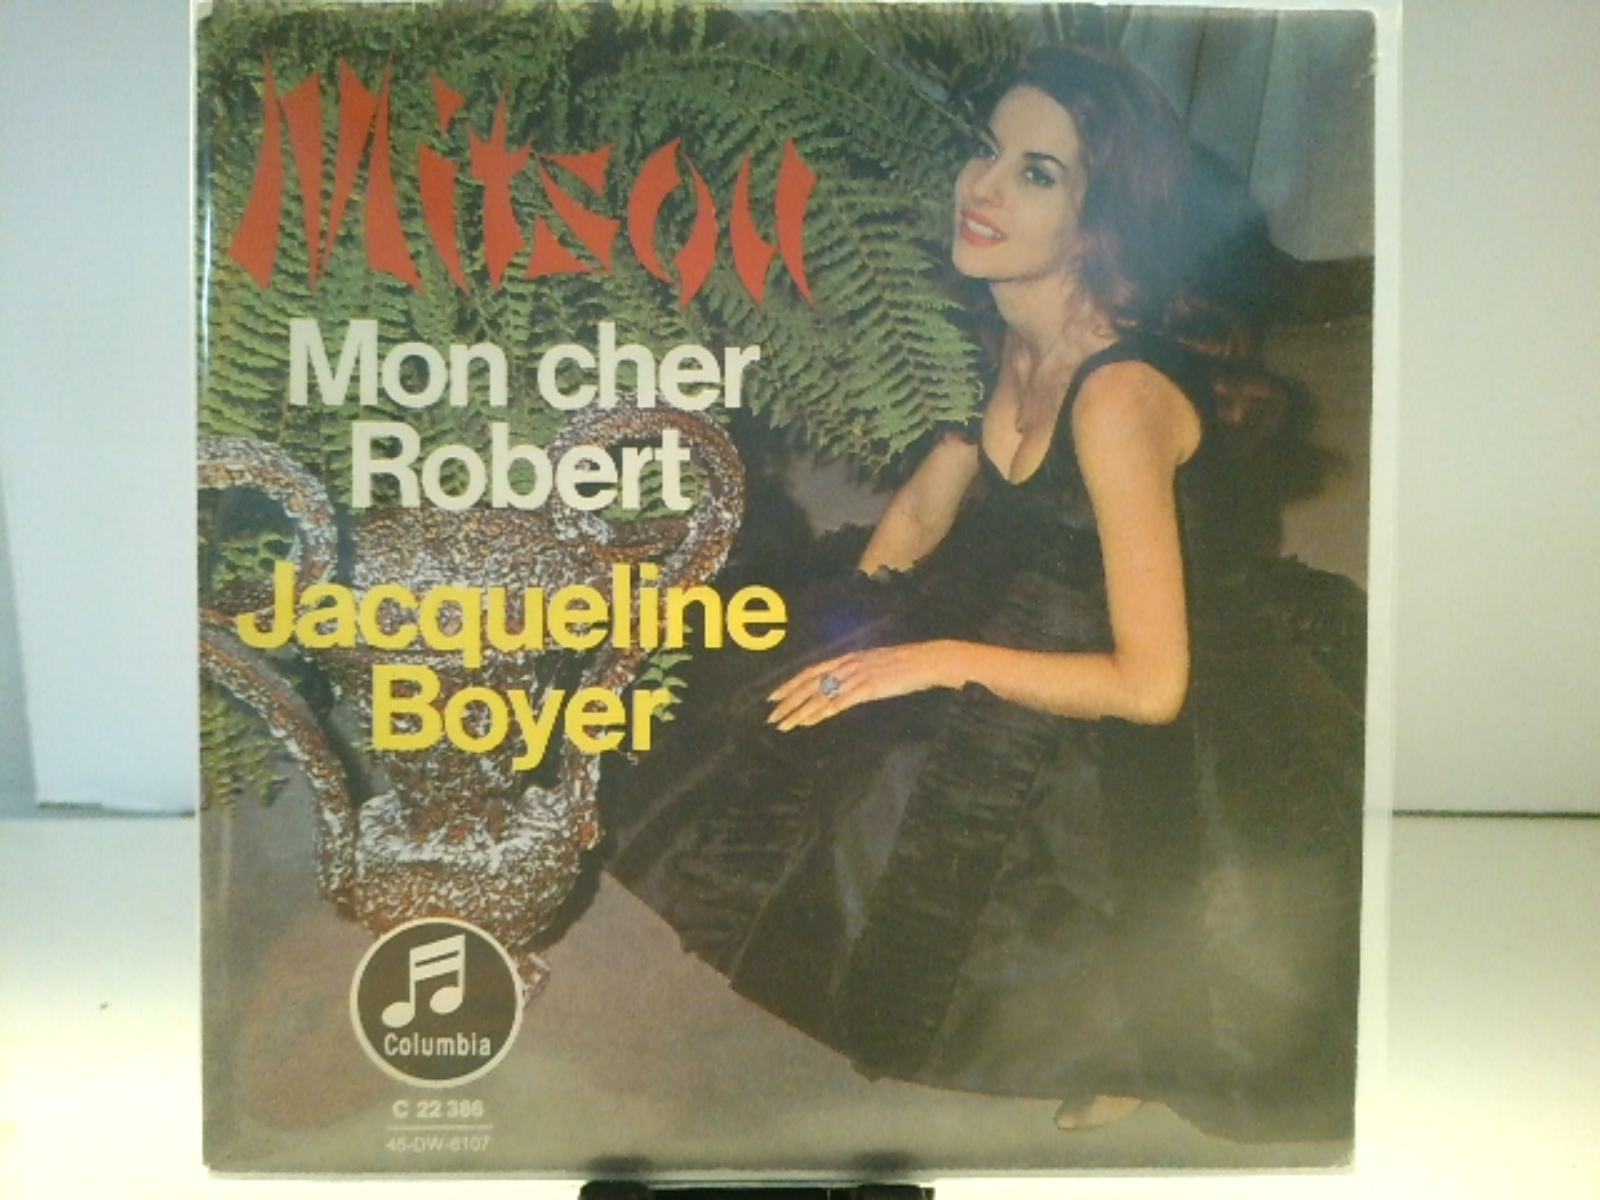 Mitsou
Mon cher
Robert
Jacqueline
Boyer
Columbia
C 22 386
45-DW-6107